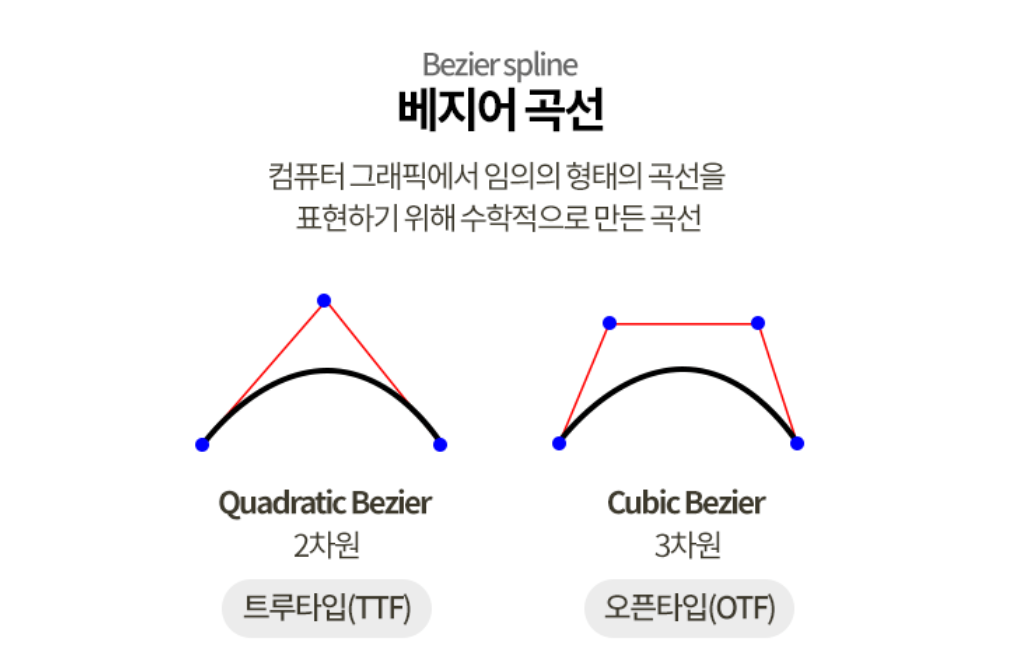 Bezier spline
베지어 곡선
컴퓨터 그래픽에서 임의의 형태의 곡선을
표현하기 위해 수학적으로 만든 곡선
Quadratic Bezier
2차원
트루타입(TTF)
Cubic Bezier
3차원
오픈타입(OTF)